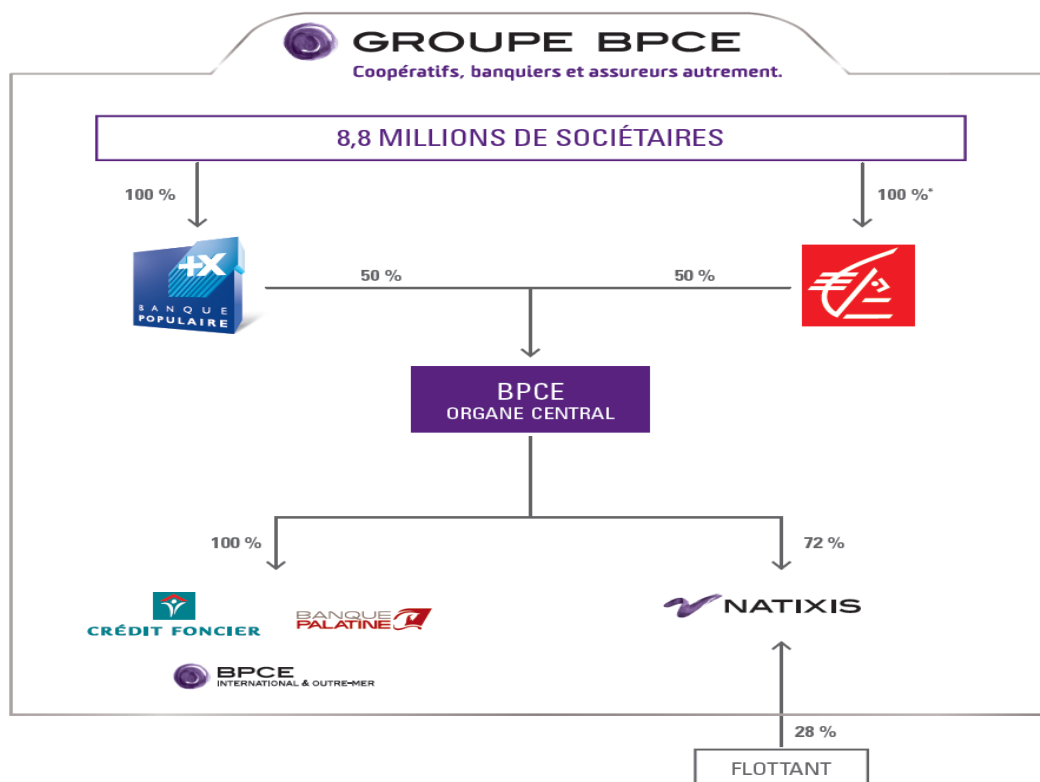 GROUPE BPCE
Coopératifs, banquiers et assureurs autrement.
8,8 MILLIONS DE SOCIÉTAIRES
100 %
100 %*
+X
BANQUE
POPULAIRE
50 %
50 %
BPCE
ORGANE CENTRAL
100 %
72 %
CRÉDIT FONCIER
BANQUE
PALATINE
NATIXIS
BPCE
INTERNATIONAL & OUTRE-MER
28 %
FLOTTANT